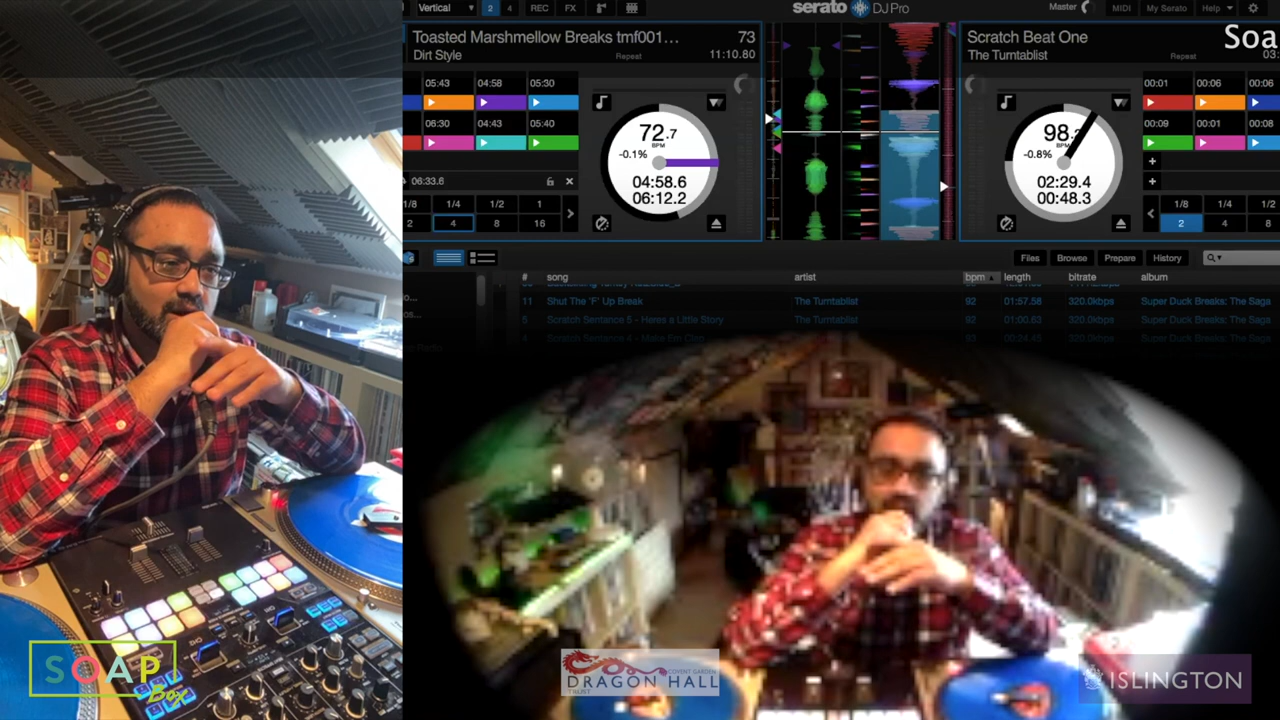 Vertical 2 4 REC FX
serato DJ Pro
Master MIDI My Serato Help
Toasted Marshmellow Breaks tmf001... 73
Dirt Style Repeat 11:10.80
05:43 04:58 05:30
06:30 04:43 05:40
06:33.6
1/8 1/4 1/2 1
2 4 8 16
72.7
BPM
-0.1%
04:58.6
06:12.2
Scratch Beat One Soa
The Turntablist Repeat 03:
98.
BPM
-0.8%
02:29.4
00:48.3
00:01 00:06 00:06
00:09 00:01 00:08
1/8 1/4 1/2
2 4 8
Files Browse Prepare History
# song artist bpm length bitrate album
11 Shut The 'F' Up Break The Turntablist 92 01:57.58 320.0kbps Super Duck Breaks: The Saga
5 Scratch Sentance 5 - Heres a Little Story The Turntablist 92 01:00.63 320.0kbps Super Duck Breaks: The Saga
SOAP
Box
COVENT GARDEN
DRAGON HALL
TRUST
ISLINGTON